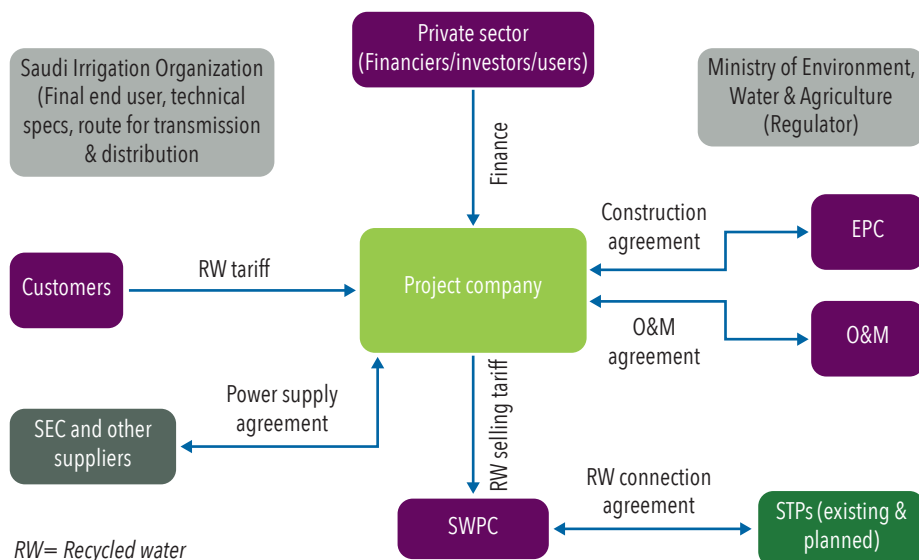 Private sector
(Financiers/investors/users)
Saudi Irrigation Organization
(Final end user, technical
specs, route for transmission
& distribution
Ministry of Environment,
Water & Agriculture
(Regulator)
Finance
Construction
agreement
EPC
RW tariff
Customers
Project company
O&M
agreement
O&M
Power supply
agreement
SEC and other
suppliers
RW selling tariff
RW connection
agreement
SWPC
STPs (existing &
planned)
RW= Recycled water